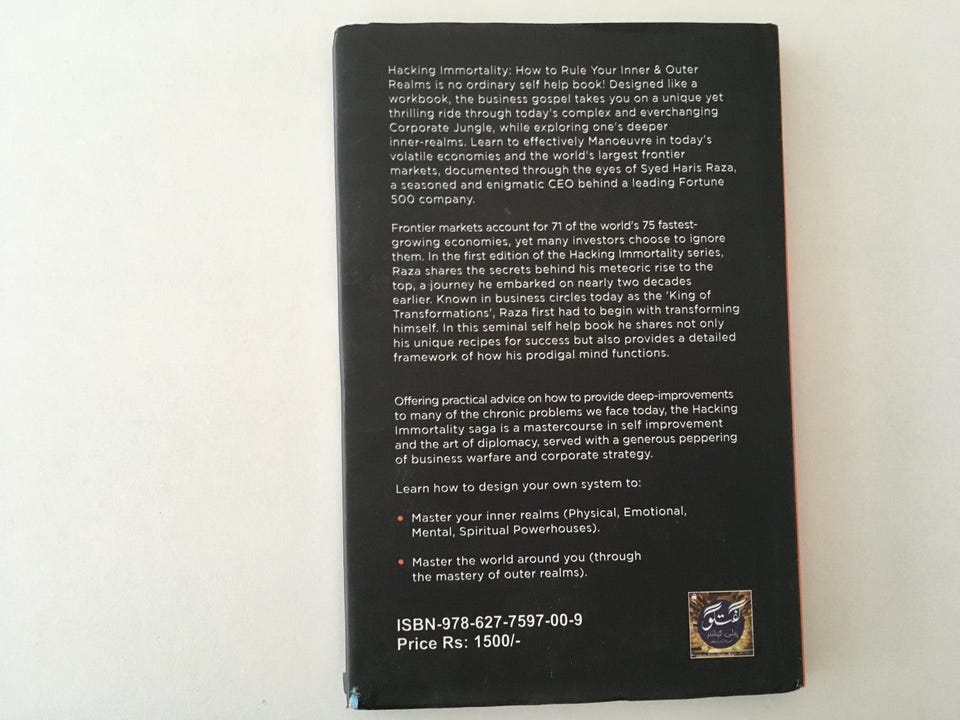 Hacking Immortality: How to Rule Your Inner & Outer
Realms is no ordinary self help book! Designed like a
workbook, the business gospel takes you on a unique yet
thrilling ride through today's complex and everchanging
Corporate Jungle, while exploring one's deeper
inner-realms. Learn to effectively Manoeuvre in today's
volatile economies and the world's largest frontier
markets, documented through the eyes of Syed Haris Raza,
a seasoned and enigmatic CEO behind a leading Fortune
500 company.
Frontier markets account for 71 of the world's 75 fastest-
growing economies, yet many investors choose to ignore
them. In the first edition of the Hacking Immortality series,
Raza shares the secrets behind his meteoric rise to the
top, a journey he embarked on nearly two decades
earlier. Known in business circles today as the 'King of
Transformations', Raza first had to begin with transforming
himself. In this seminal self help book he shares not only
his unique recipes for success but also provides a detailed
framework of how his prodigal mind functions.
Offering practical advice on how to provide deep-improvements
to many of the chronic problems we face today, the Hacking
Immortality saga is a mastercourse in self improvement
and the art of diplomacy, served with a generous peppering
of business warfare and corporate strategy.
Learn how to design your own system to:
• Master your inner realms (Physical, Emotional,
Mental, Spiritual Powerhouses).
• Master the world around you (through
the mastery of outer realms).
ISBN-978-627-7597-00-9
Price Rs: 1500/-
گفتگو
پبلی کیشنز